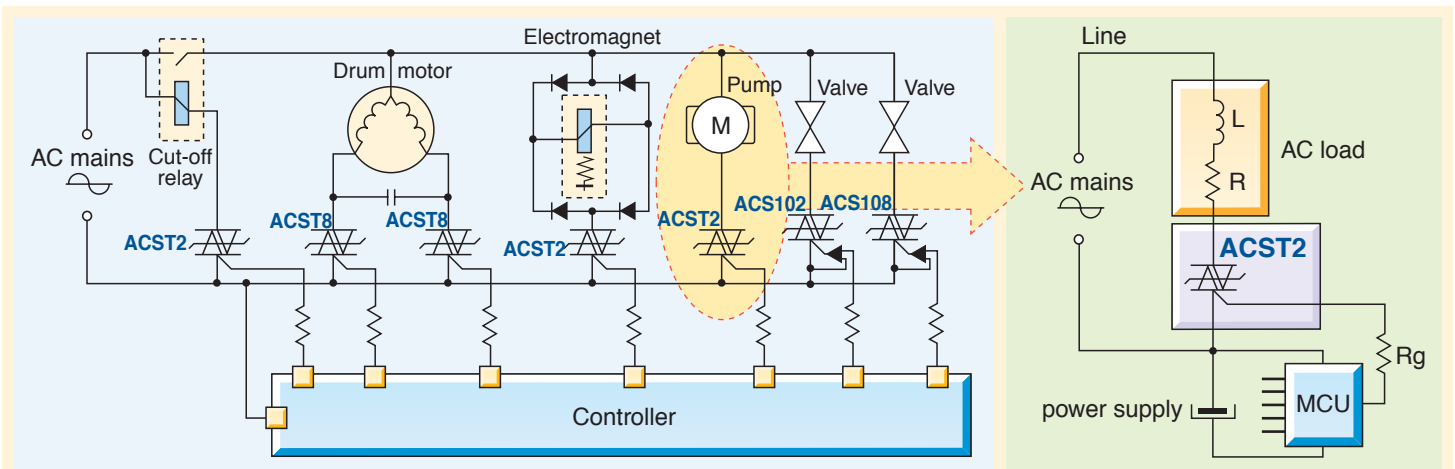 Electromagnet
Drum motor
Pump
Valve
Valve
M
AC mains
Cut-off
relay
ACST2
ACST8
ACST8
ACST2
ACST2
ACS102
ACS108
Controller
Line
L
R
AC load
AC mains
ACST2
Rg
power supply
MCU